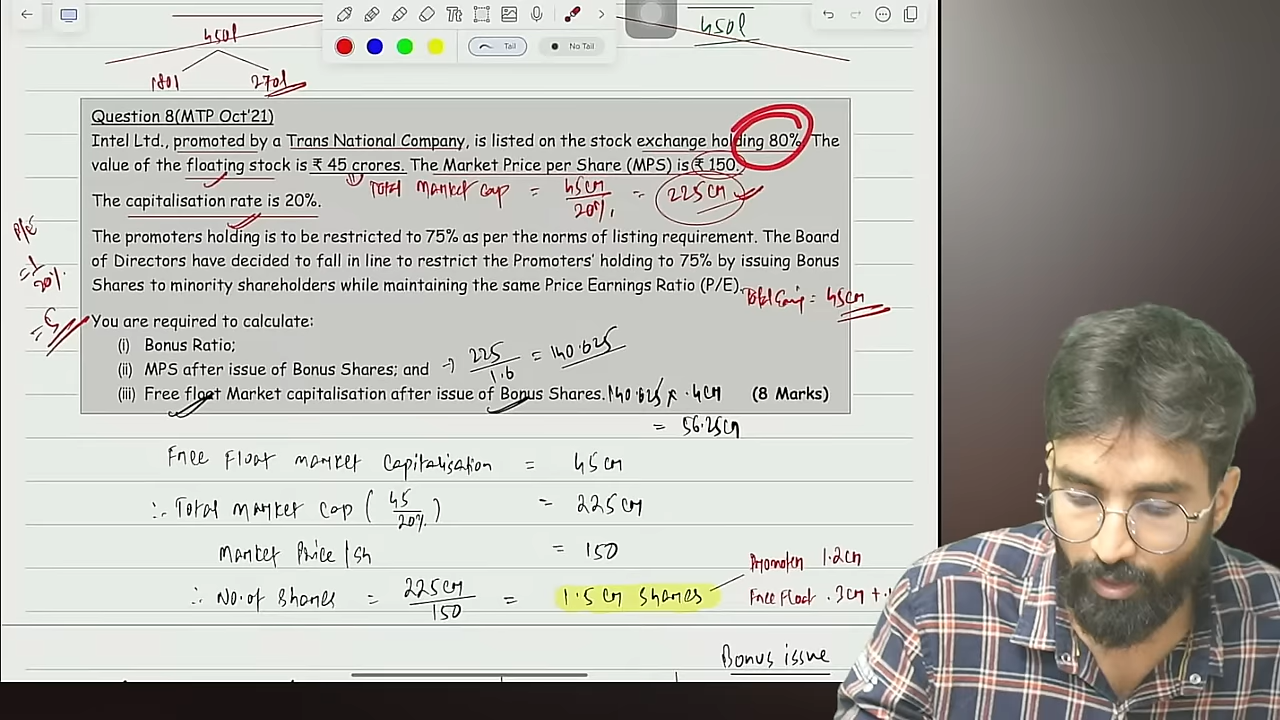 450l
450l
180l 270l
Tail No Tail
Question 8(MTP Oct'21)
Intel Ltd., promoted by a Trans National Company, is listed on the stock exchange holding 80%. The
value of the floating stock is ₹ 45 crores. The Market Price per Share (MPS) is ₹ 150.
Total market cap = 45cr/20% = 225cr
The capitalisation rate is 20%.
P/E
= 1/20%
= 5
The promoters holding is to be restricted to 75% as per the norms of listing requirement. The Board
of Directors have decided to fall in line to restrict the Promoters' holding to 75% by issuing Bonus
Shares to minority shareholders while maintaining the same Price Earnings Ratio (P/E).
= 45cr
You are required to calculate:
(i) Bonus Ratio;
(ii) MPS after issue of Bonus Shares; and → 225/1.6 = 140.625
(iii) Free float Market capitalisation after issue of Bonus Shares. 140.625 x .4cr (8 Marks)
= 56.25cr
Free Float market capitalisation = 45cr
∴ Total market cap (45/20%) = 225cr
Market Price/sh = 150
∴ No. of shares = 225cr/150 = 1.5cr shares
Promoters 1.2cr
Free Float .3cr +
Bonus issue